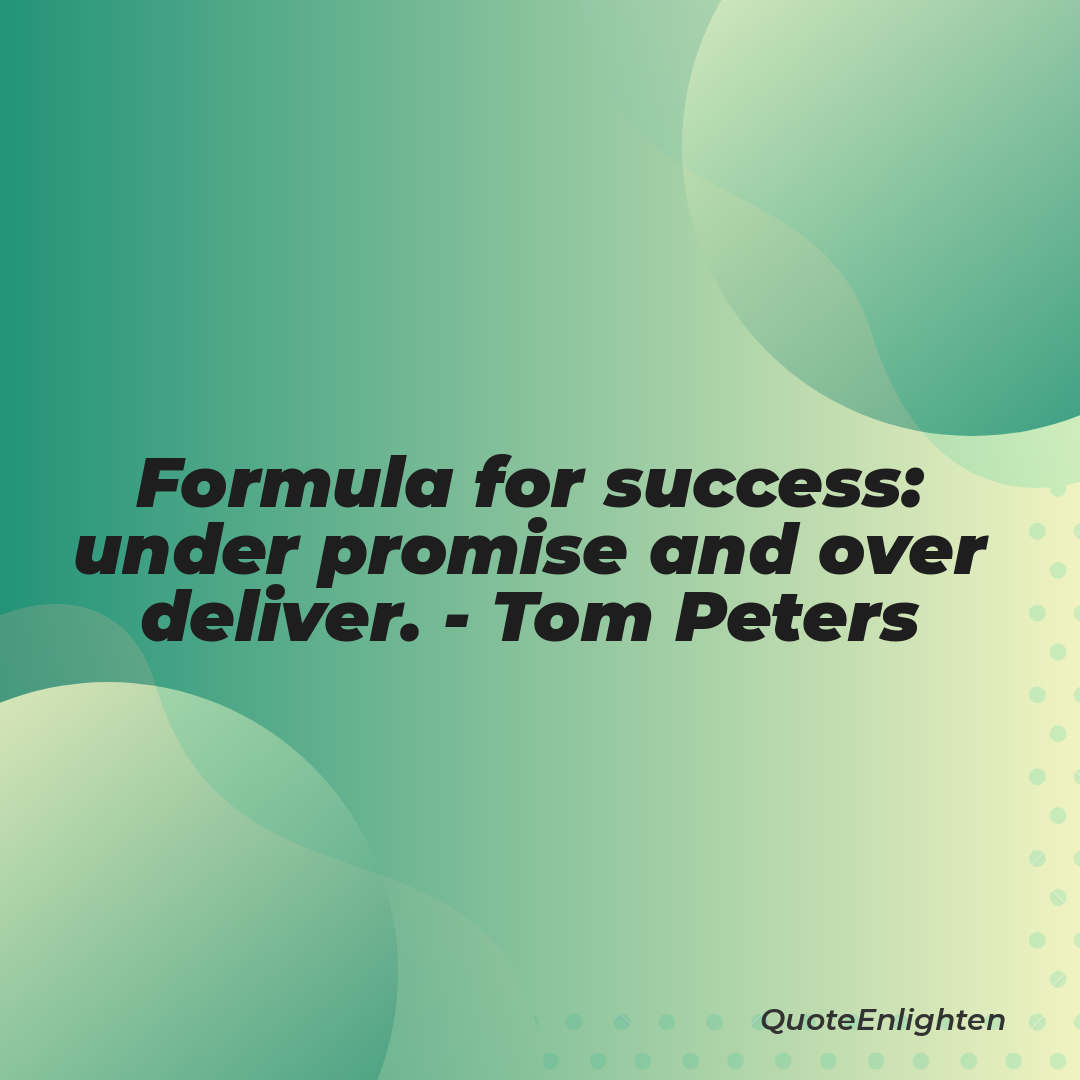 Formula for success:
under promise and over
deliver. - Tom Peters
QuoteEnlighten